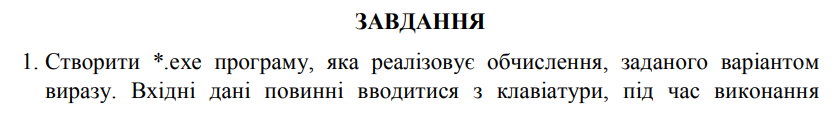 ЗАВДАННЯ
1. Створити *.exe програму, яка реалізовує обчислення, заданого варіантом
виразу. Вхідні дані повинні вводитися з клавіатури, під час виконання